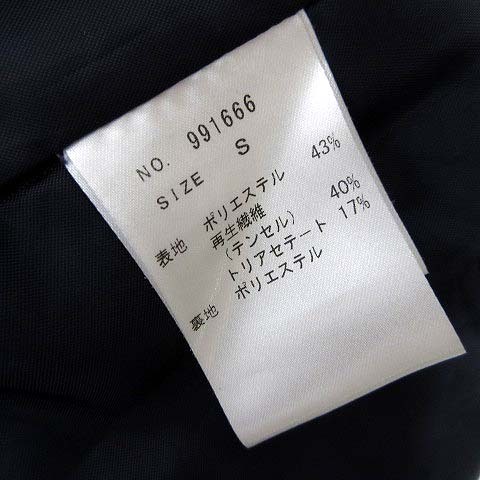 NO. 991666
SIZE S
表地 ポリエステル 43%
再生繊維
(テンセル) 40%
トリアセテート 17%
裏地 ポリエステル